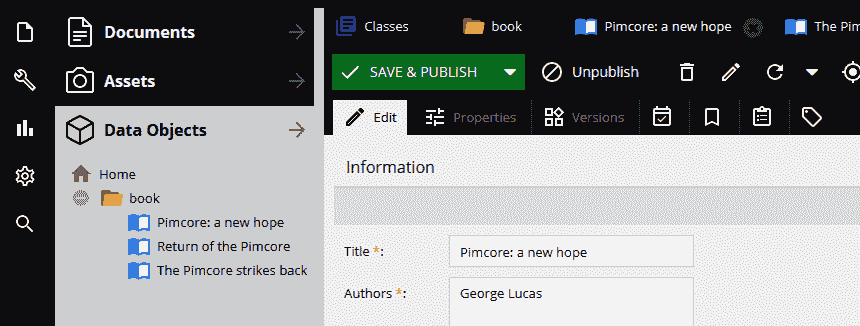 Documents
Assets
Data Objects
Home
book
Pimcore: a new hope
Return of the Pimcore
The Pimcore strikes back
Classes
book
Pimcore: a new hope
The Pim
SAVE & PUBLISH
Unpublish
Edit
Properties
Versions
Information
Title *:
Pimcore: a new hope
Authors *:
George Lucas